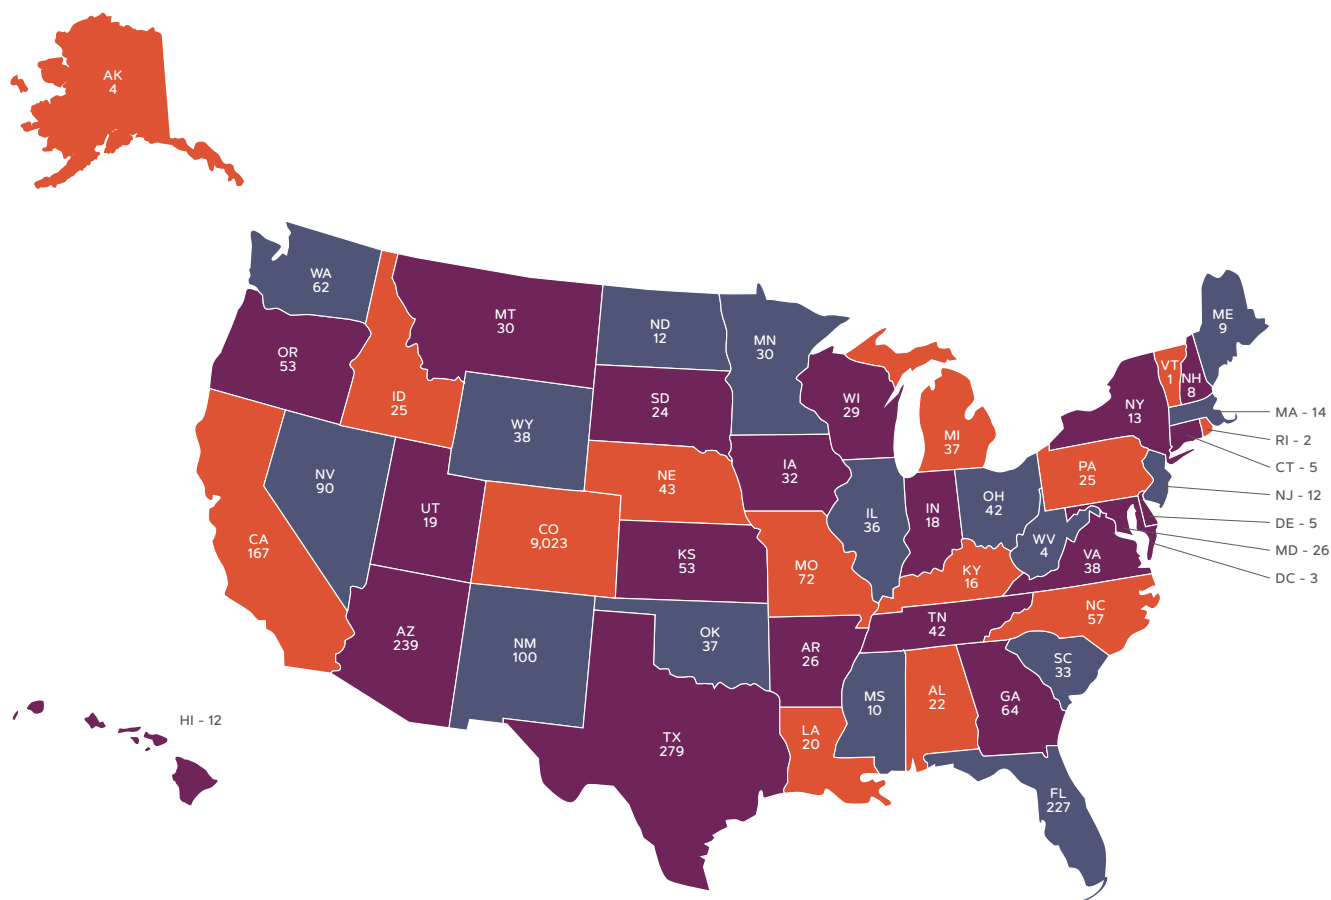 AK
4
WA
62
MT
30
ND
12
MN
30
ME
9
OR
53
ID
25
WY
38
SD
24
WI
29
VT
1
NH
8
NY
13
MI
37
MA - 14
RI - 2
CT - 5
NJ - 12
DE - 5
MD - 26
DC - 3
NV
90
UT
19
CO
9,023
NE
43
IA
32
IL
36
IN
18
OH
42
PA
25
WV
4
VA
38
CA
167
KS
53
MO
72
KY
16
NC
57
TN
42
AZ
239
NM
100
OK
37
AR
26
SC
33
MS
10
AL
22
GA
64
TX
279
LA
20
FL
227
HI - 12